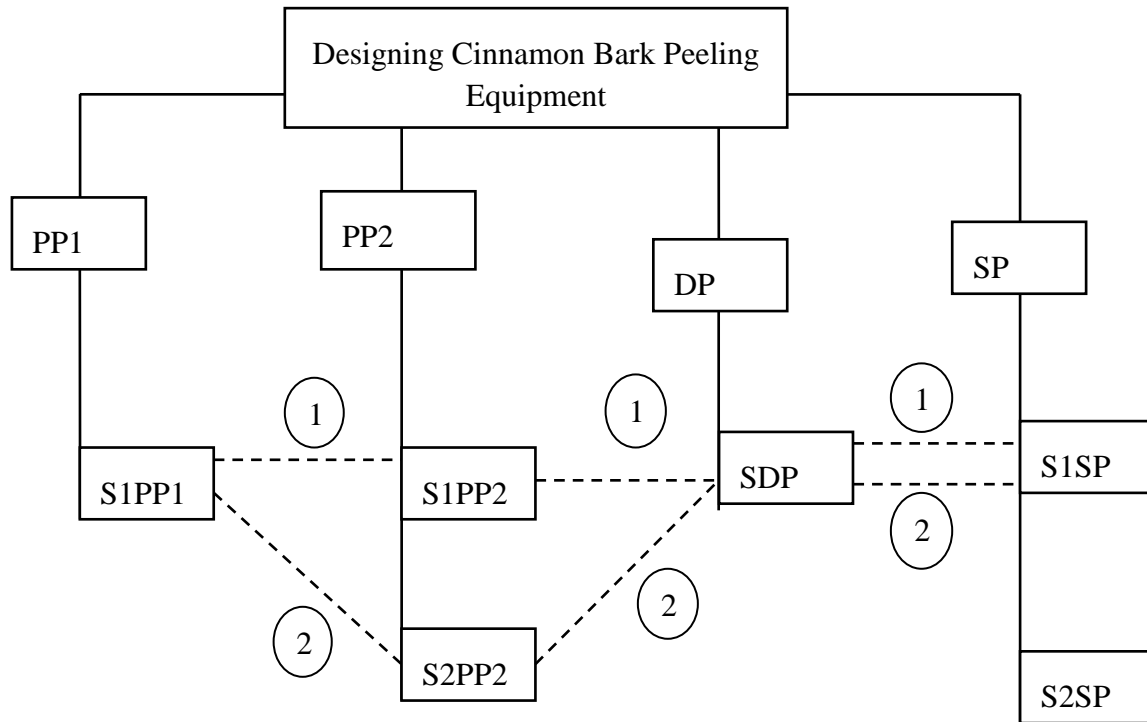 Designing Cinnamon Bark Peeling
Equipment
PP1
PP2
DP
SP
1
1
1
S1PP1
S1PP2
SDP
S1SP
2
2
2
S2PP2
S2SP